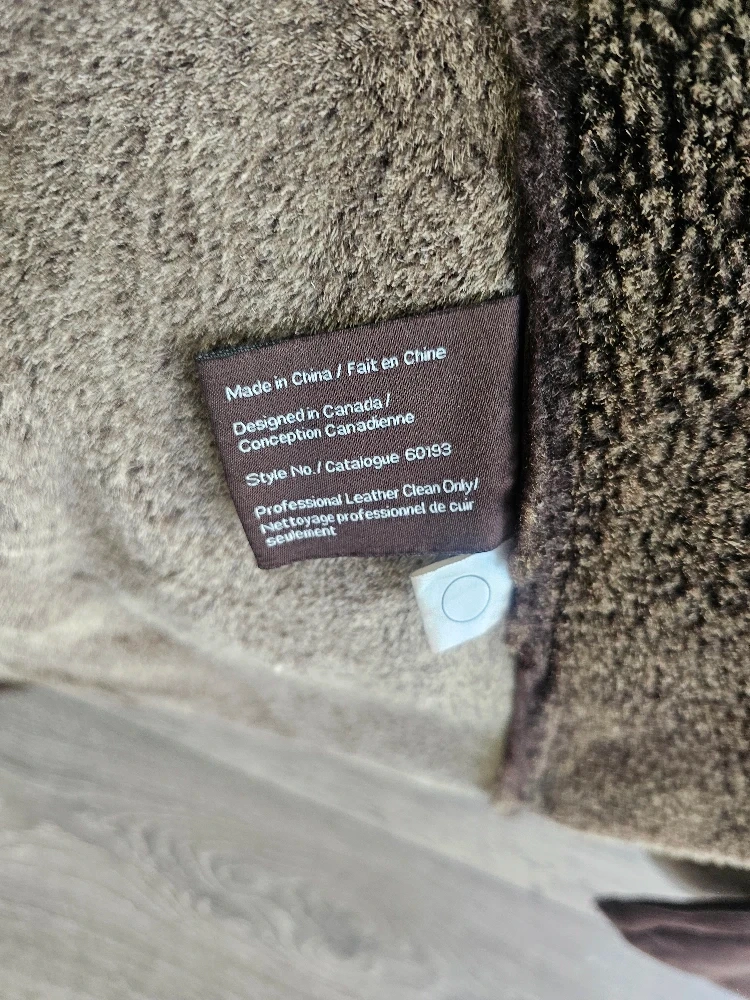 Made in China / Fait en Chine
Designed in Canada /
Conception Canadienne
Style No./ Catalogue 60193
Professional Leather Clean Only/
Nettoyage professionnel de cuir
seulement